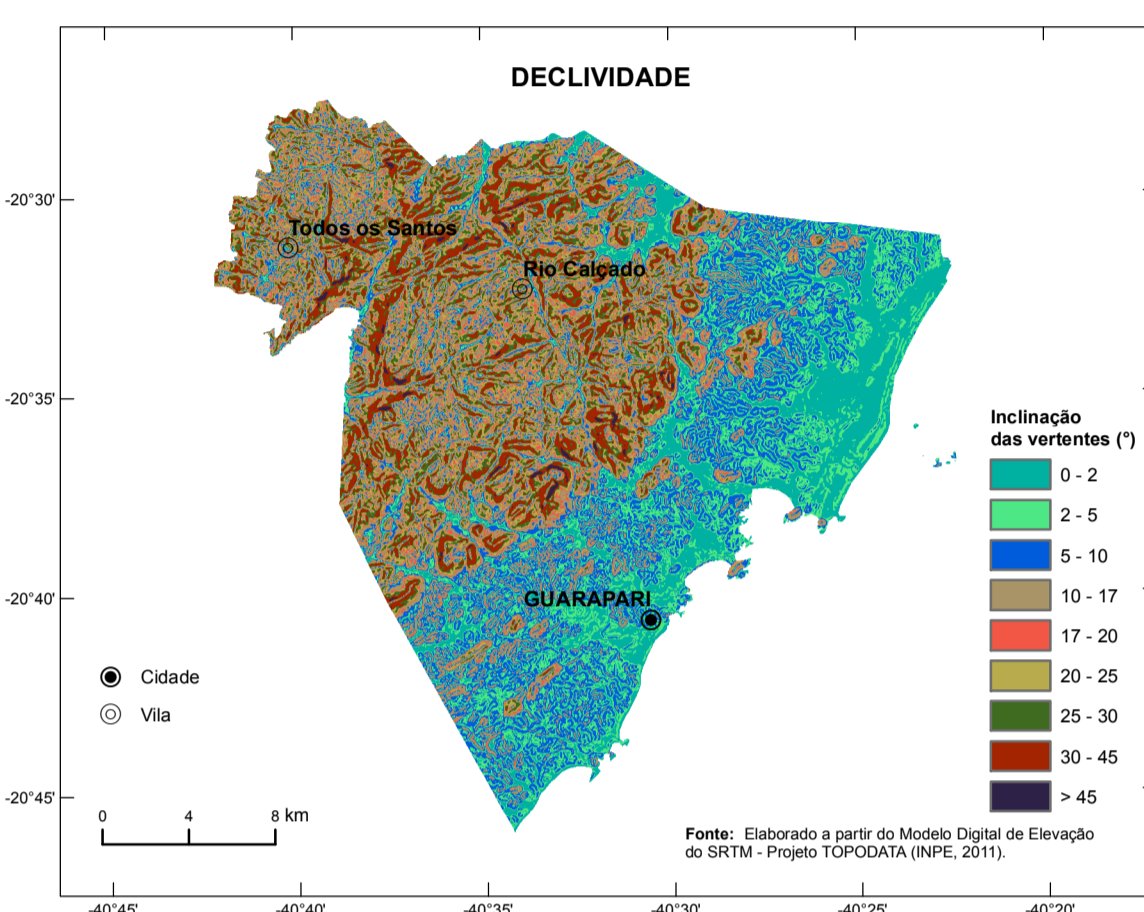 DECLIVIDADE
-20°30'
-20°35'
-20°40'
-20°45'
Todos os Santos
Rio Calçado
GUARAPARI
Cidade
Vila
0 4 8 km
Inclinação
das vertentes (°)
0 - 2
2 - 5
5 - 10
10 - 17
17 - 20
20 - 25
25 - 30
30 - 45
> 45
Fonte: Elaborado a partir do Modelo Digital de Elevação
do SRTM - Projeto TOPODATA (INPE, 2011).
-40°45' -40°40' -40°35' -40°30' -40°25' -40°20'